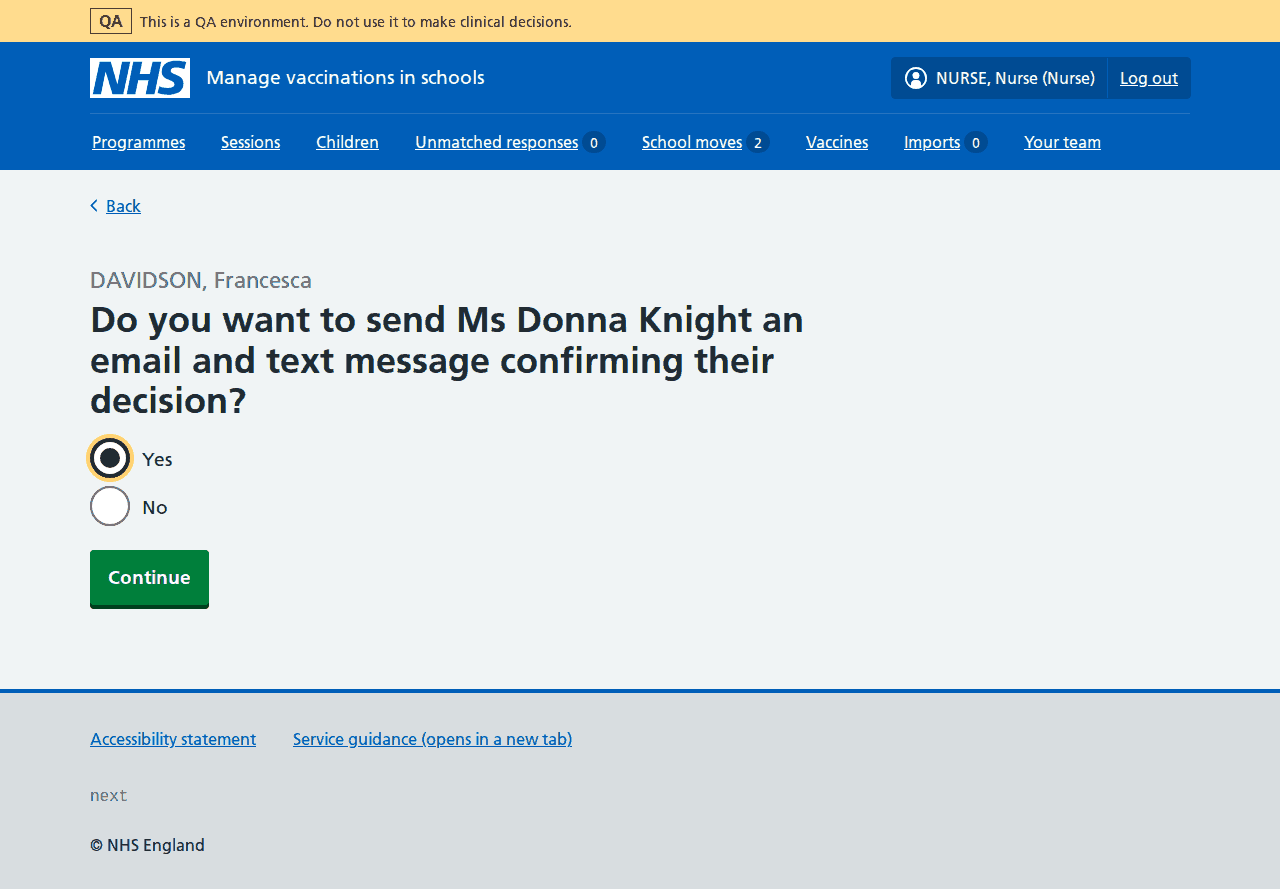 QA This is a QA environment. Do not use it to make clinical decisions.
NHS Manage vaccinations in schools NURSE, Nurse (Nurse) Log out
Programmes Sessions Children Unmatched responses 0 School moves 2 Vaccines Imports 0 Your team
Back
DAVIDSON, Francesca
Do you want to send Ms Donna Knight an
email and text message confirming their
decision?
Yes
No
Continue
Accessibility statement Service guidance (opens in a new tab)
next
© NHS England